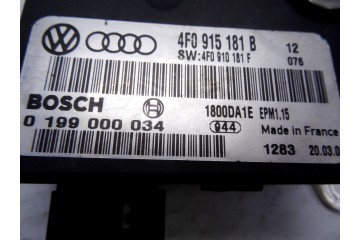 4F0 915 181 B 12
SW:4F0 910 181 F 076
BOSCH 1800DA1E EPM1.15
0 199 000 034 944 Made in France
1283 20.03.0